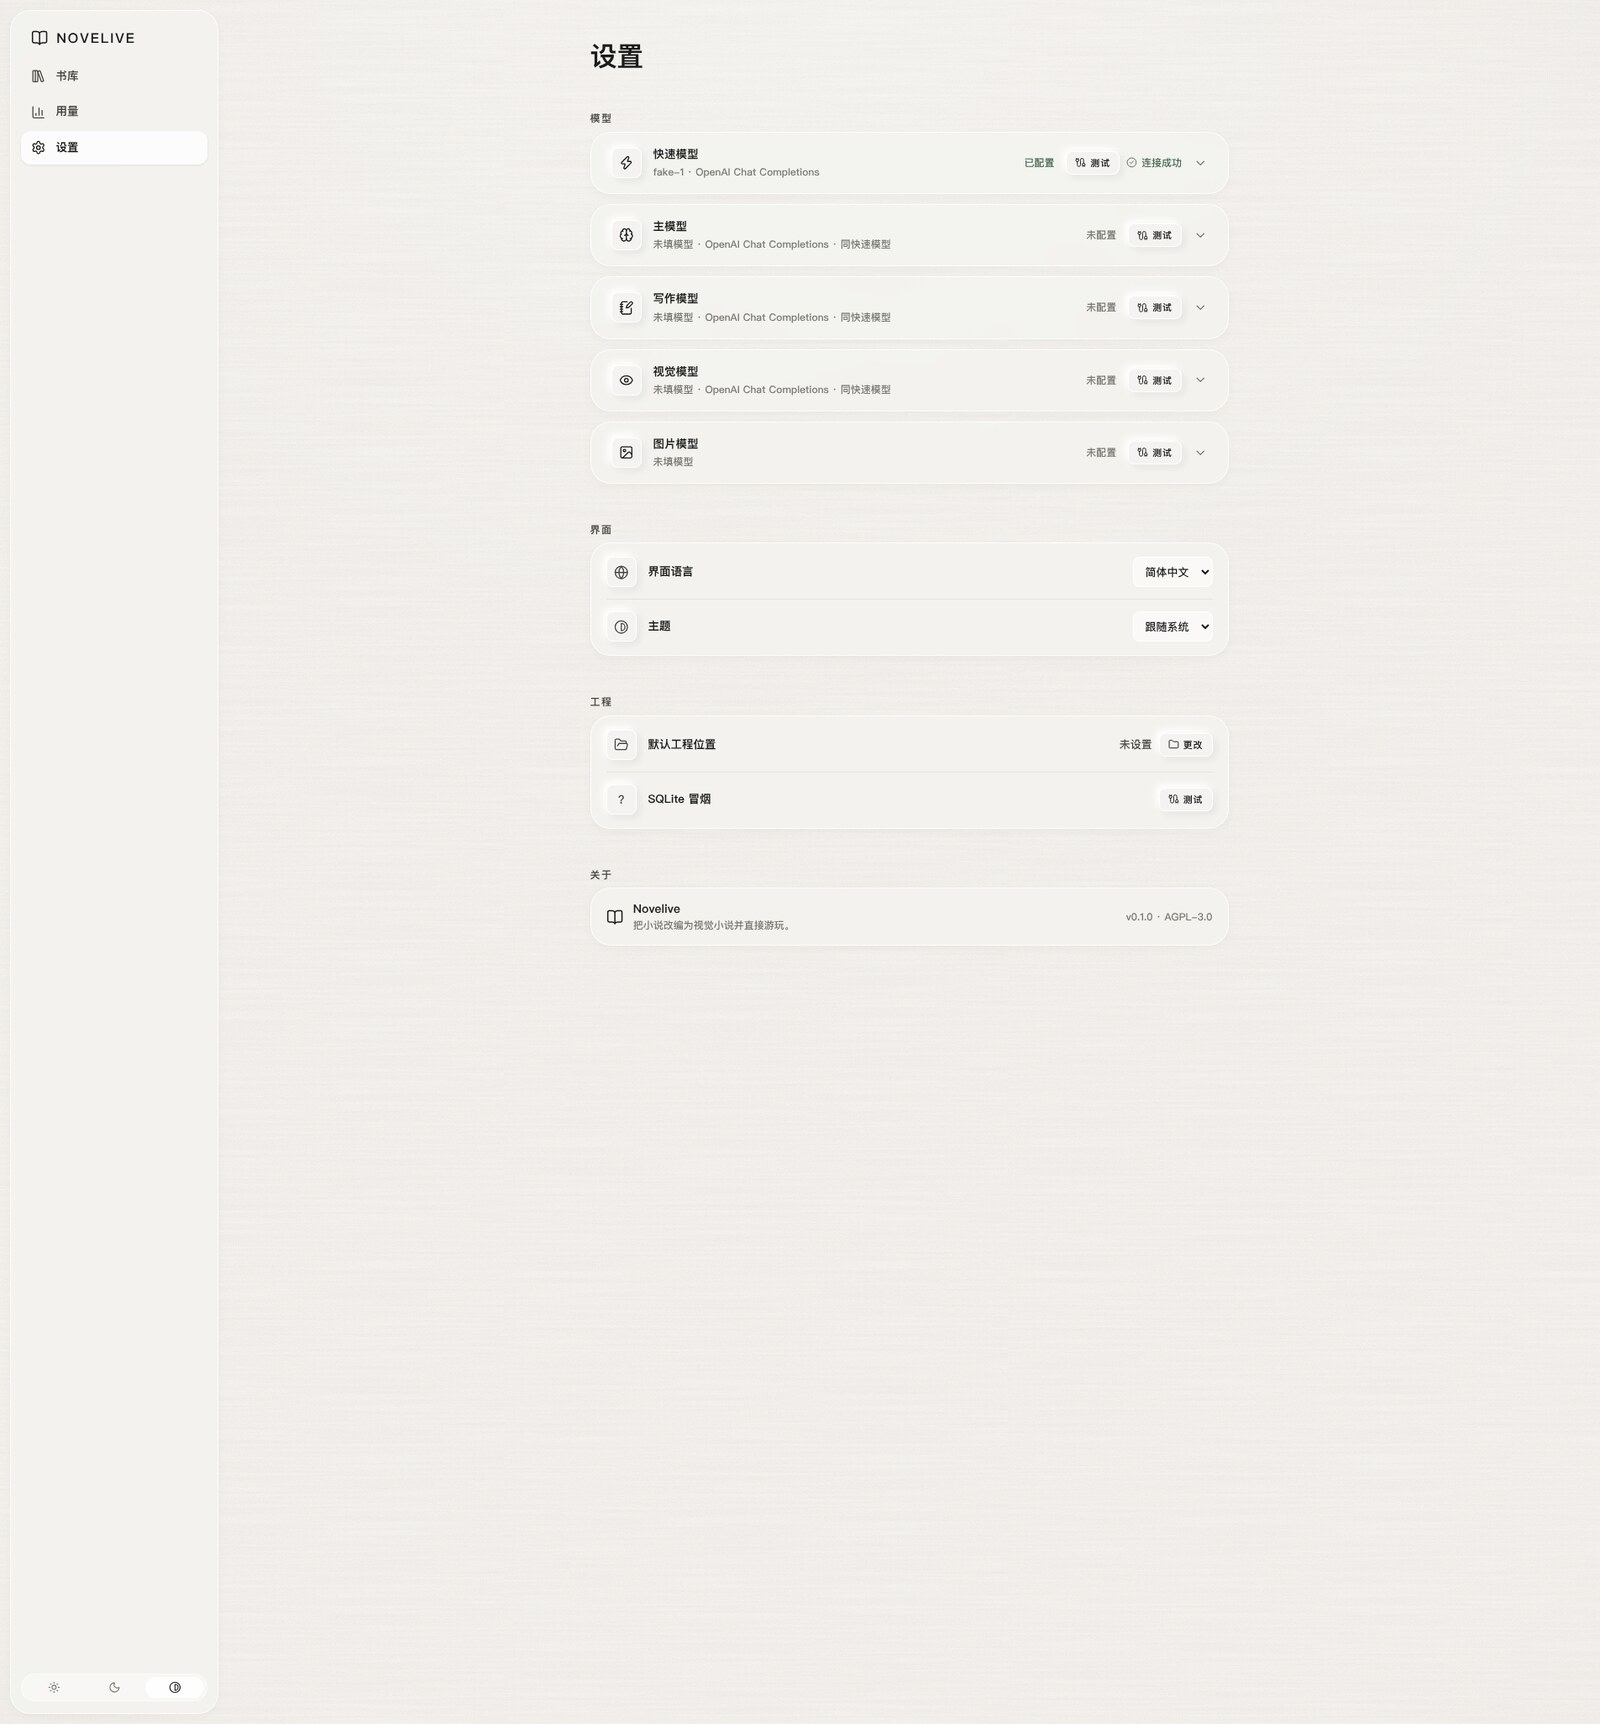 NOVELIVE
书库
用量
设置
设置
模型
快速模型
fake-1 · OpenAI Chat Completions
已配置
测试
连接成功
主模型
未填模型 · OpenAI Chat Completions · 同快速模型
未配置
测试
写作模型
未填模型 · OpenAI Chat Completions · 同快速模型
未配置
测试
视觉模型
未填模型 · OpenAI Chat Completions · 同快速模型
未配置
测试
图片模型
未填模型
未配置
测试
界面
界面语言
简体中文
主题
跟随系统
工程
默认工程位置
未设置
更改
?
SQLite 冒烟
测试
关于
Novelive
把小说改编为视觉小说并直接游玩。
v0.1.0 · AGPL-3.0